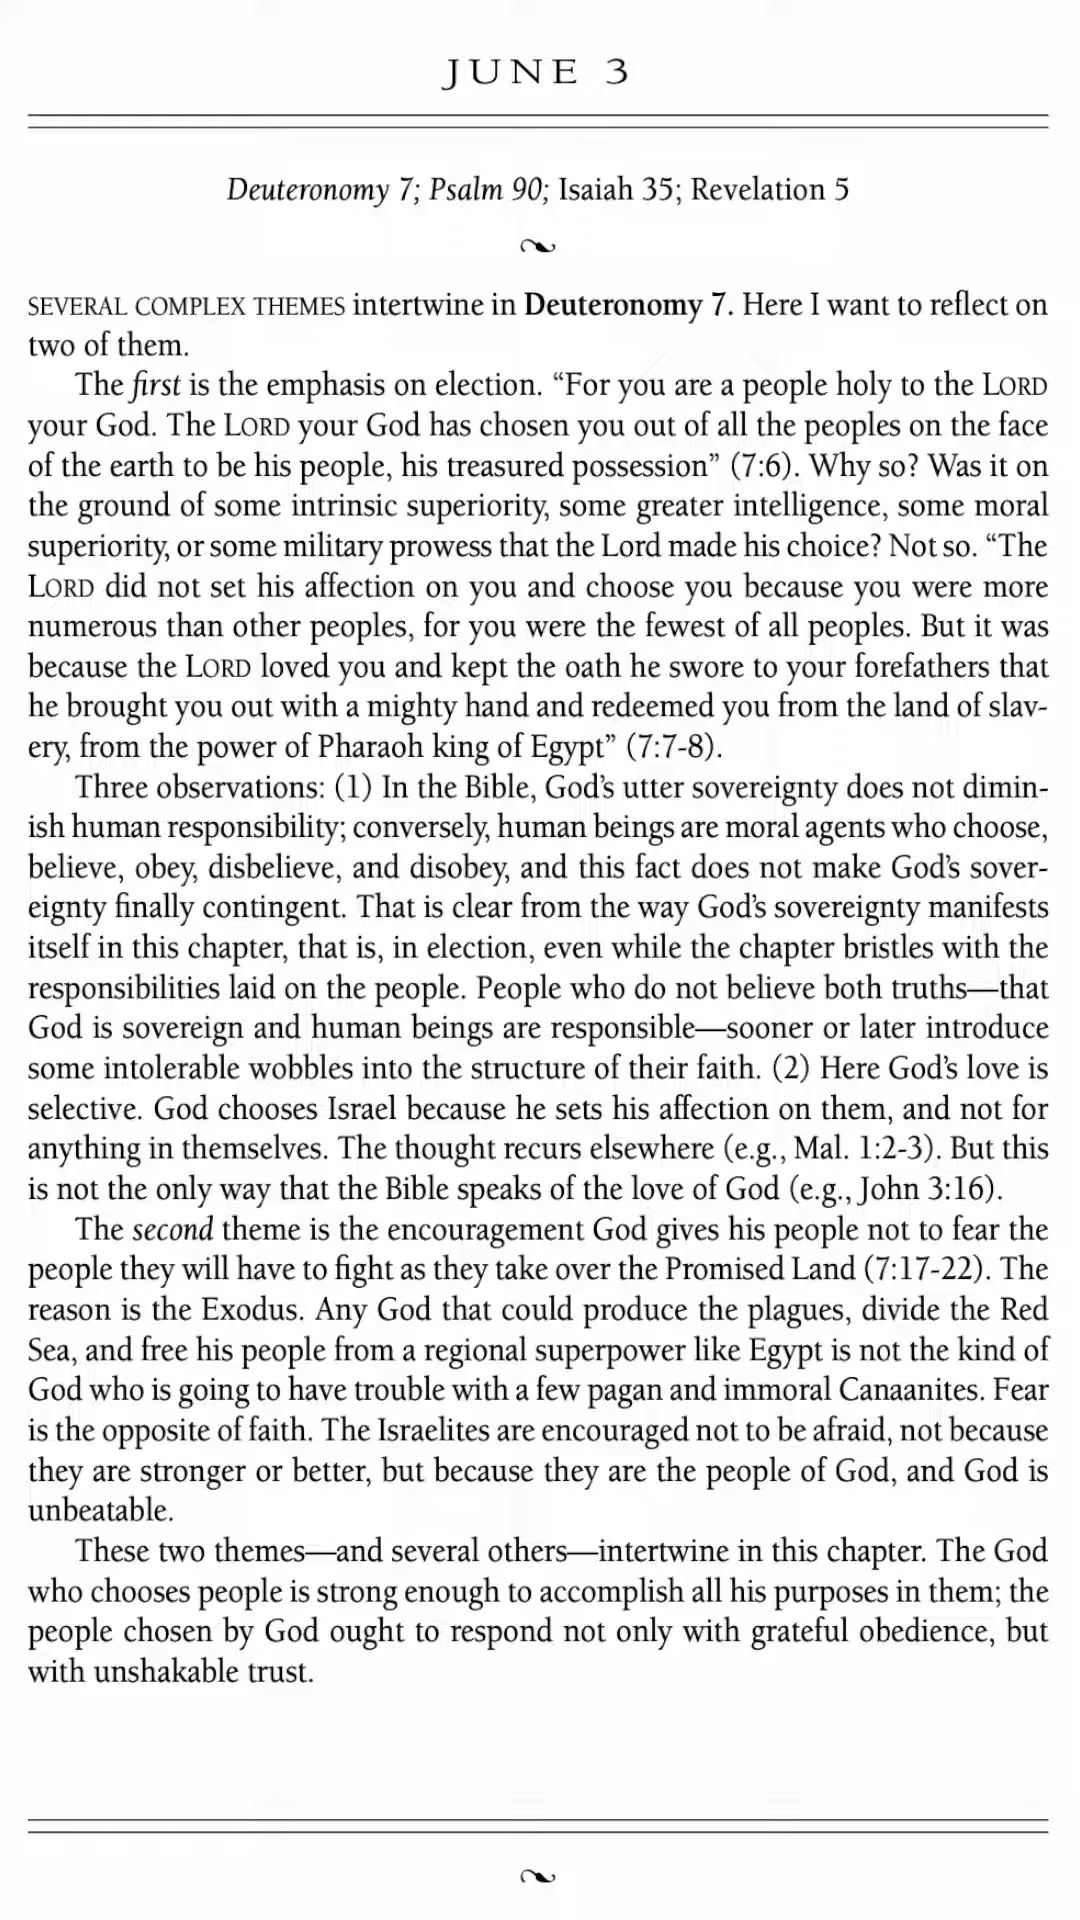 JUNE 3
Deuteronomy 7; Psalm 90; Isaiah 35; Revelation 5
SEVERAL COMPLEX THEMES intertwine in Deuteronomy 7. Here I want to reflect on
two of them.
The first is the emphasis on election. “For you are a people holy to the LORD
your God. The LORD your God has chosen you out of all the peoples on the face
of the earth to be his people, his treasured possession” (7:6). Why so? Was it on
the ground of some intrinsic superiority, some greater intelligence, some moral
superiority, or some military prowess that the Lord made his choice? Not so. “The
LORD did not set his affection on you and choose you because you were more
numerous than other peoples, for you were the fewest of all peoples. But it was
because the LORD loved you and kept the oath he swore to your forefathers that
he brought you out with a mighty hand and redeemed you from the land of slav-
ery, from the power of Pharaoh king of Egypt” (7:7-8).
Three observations: (1) In the Bible, God’s utter sovereignty does not dimin-
ish human responsibility; conversely, human beings are moral agents who choose,
believe, obey, disbelieve, and disobey, and this fact does not make God’s sover-
eignty finally contingent. That is clear from the way God’s sovereignty manifests
itself in this chapter, that is, in election, even while the chapter bristles with the
responsibilities laid on the people. People who do not believe both truths—that
God is sovereign and human beings are responsible—sooner or later introduce
some intolerable wobbles into the structure of their faith. (2) Here God’s love is
selective. God chooses Israel because he sets his affection on them, and not for
anything in themselves. The thought recurs elsewhere (e.g., Mal. 1:2-3). But this
is not the only way that the Bible speaks of the love of God (e.g., John 3:16).
The second theme is the encouragement God gives his people not to fear the
people they will have to fight as they take over the Promised Land (7:17-22). The
reason is the Exodus. Any God that could produce the plagues, divide the Red
Sea, and free his people from a regional superpower like Egypt is not the kind of
God who is going to have trouble with a few pagan and immoral Canaanites. Fear
is the opposite of faith. The Israelites are encouraged not to be afraid, not because
they are stronger or better, but because they are the people of God, and God is
unbeatable.
These two themes—and several others—intertwine in this chapter. The God
who chooses people is strong enough to accomplish all his purposes in them; the
people chosen by God ought to respond not only with grateful obedience, but
with unshakable trust.